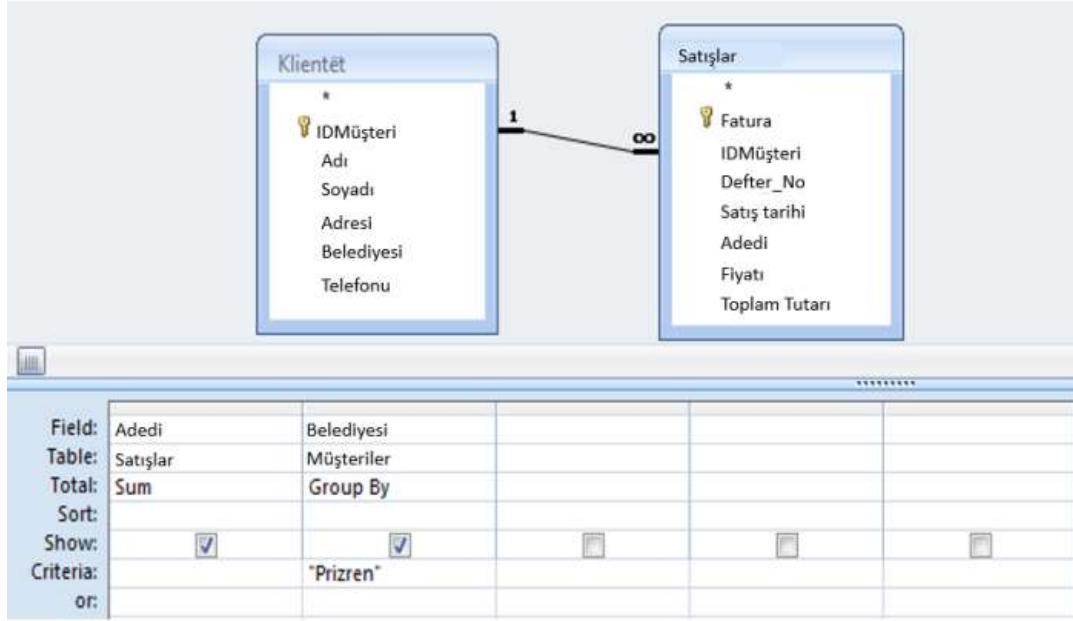 Klientët
*
IDMüşteri
Adı
Soyadı
Adresi
Belediyesi
Telefonu
1
∞
Satışlar
*
Fatura
IDMüşteri
Defter_No
Satış tarihi
Adedi
Fiyatı
Toplam Tutarı
Field: Adedi Belediyesi
Table: Satışlar Müşteriler
Total: Sum Group By
Sort:
Show:
Criteria: "Prizren"
or: